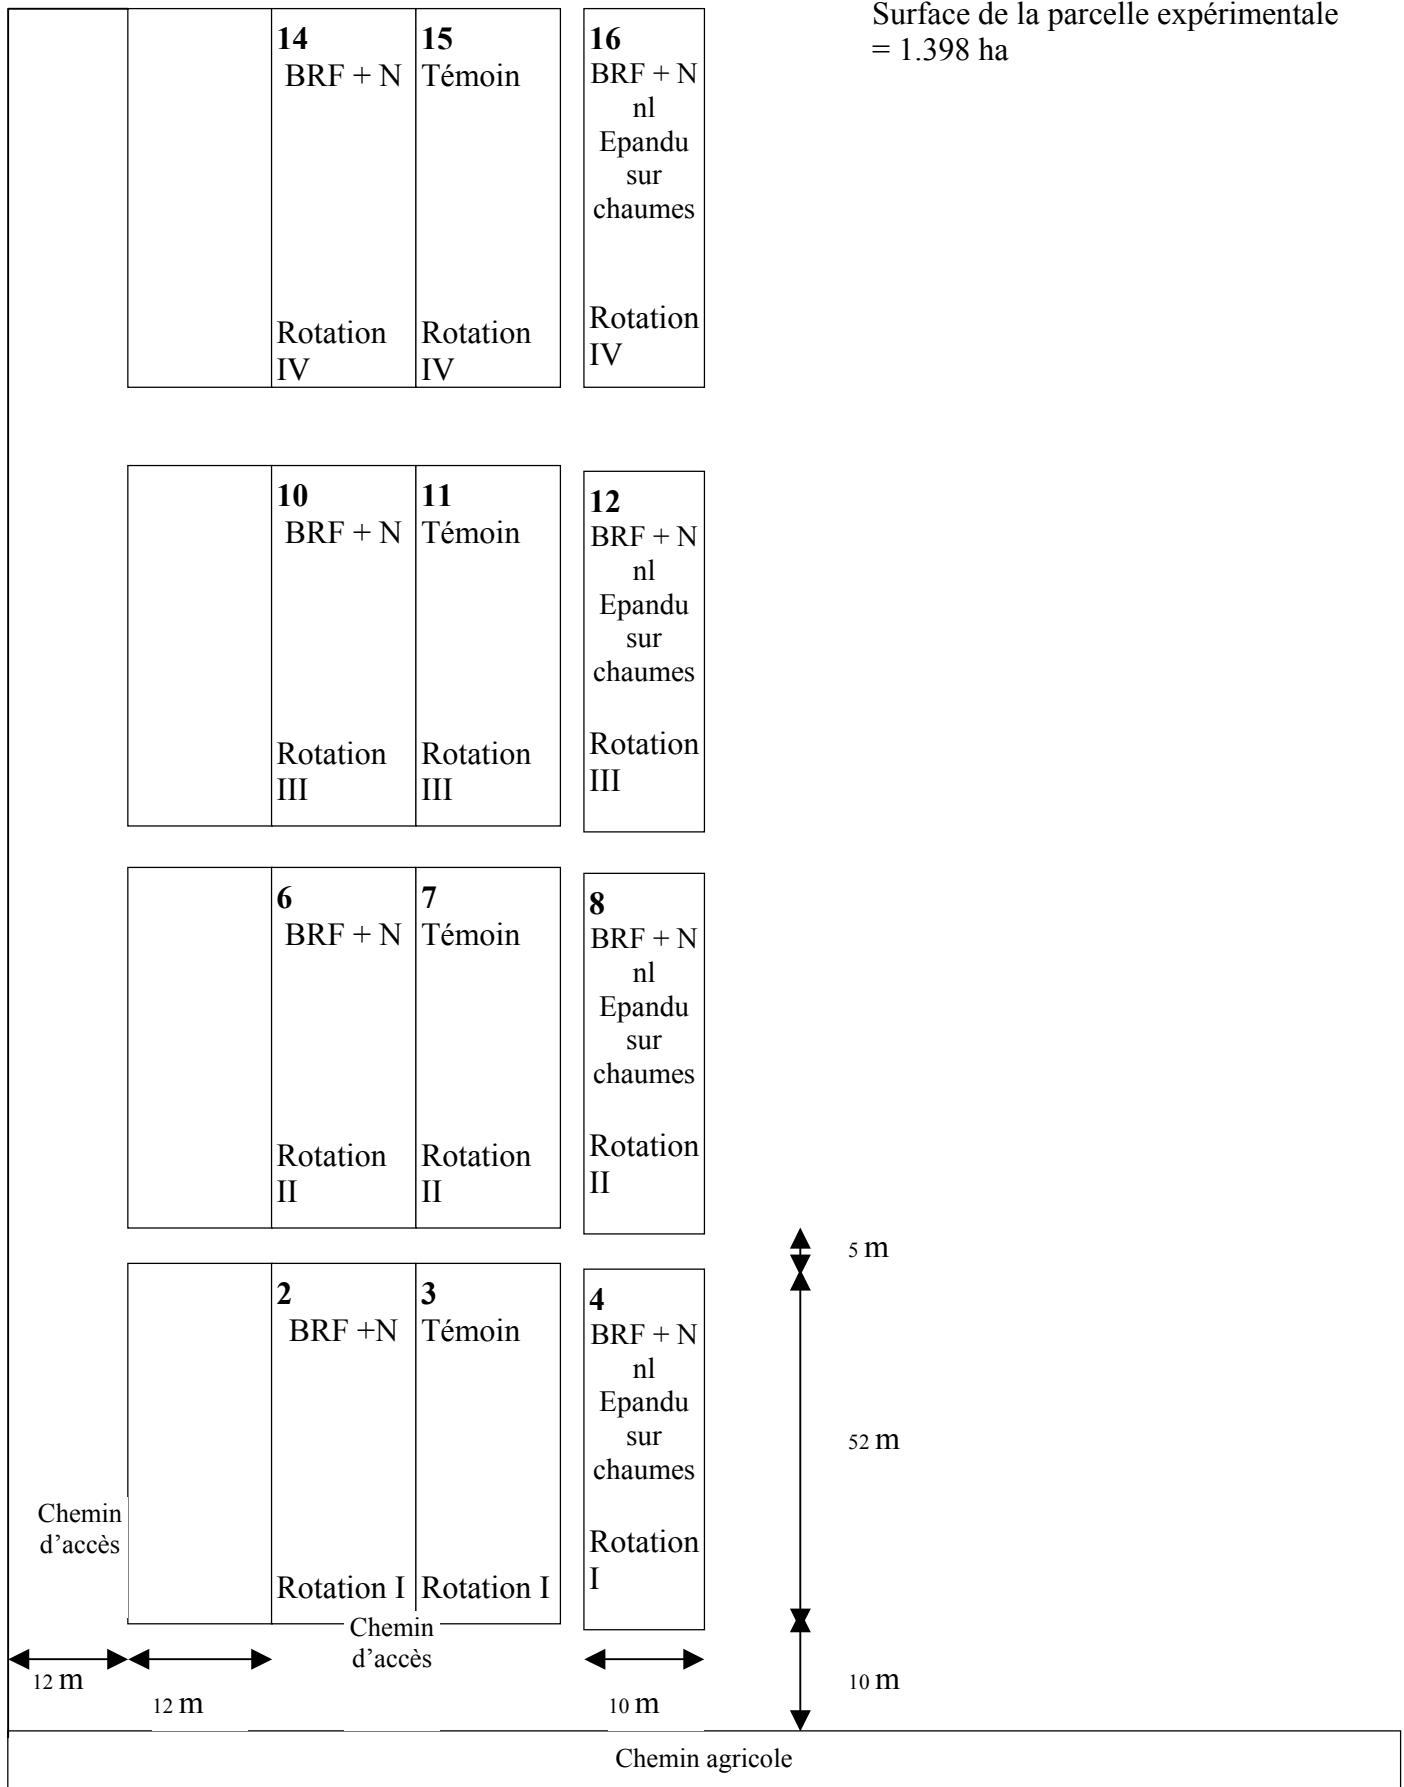 Surface de la parcelle expérimentale
= 1.398 ha
14
BRF + N
Rotation
IV
15
Témoin
Rotation
IV
16
BRF + N
nl
Epandu
sur
chaumes
Rotation
IV
10
BRF + N
Rotation
III
11
Témoin
Rotation
III
12
BRF + N
nl
Epandu
sur
chaumes
Rotation
III
6
BRF + N
Rotation
II
7
Témoin
Rotation
II
8
BRF + N
nl
Epandu
sur
chaumes
Rotation
II
5 m
2
BRF +N
Rotation I
3
Témoin
Rotation I
4
BRF + N
nl
Epandu
sur
chaumes
Rotation
I
52 m
Chemin
d'accès
Chemin
d'accès
12 m
12 m
10 m
10 m
Chemin agricole